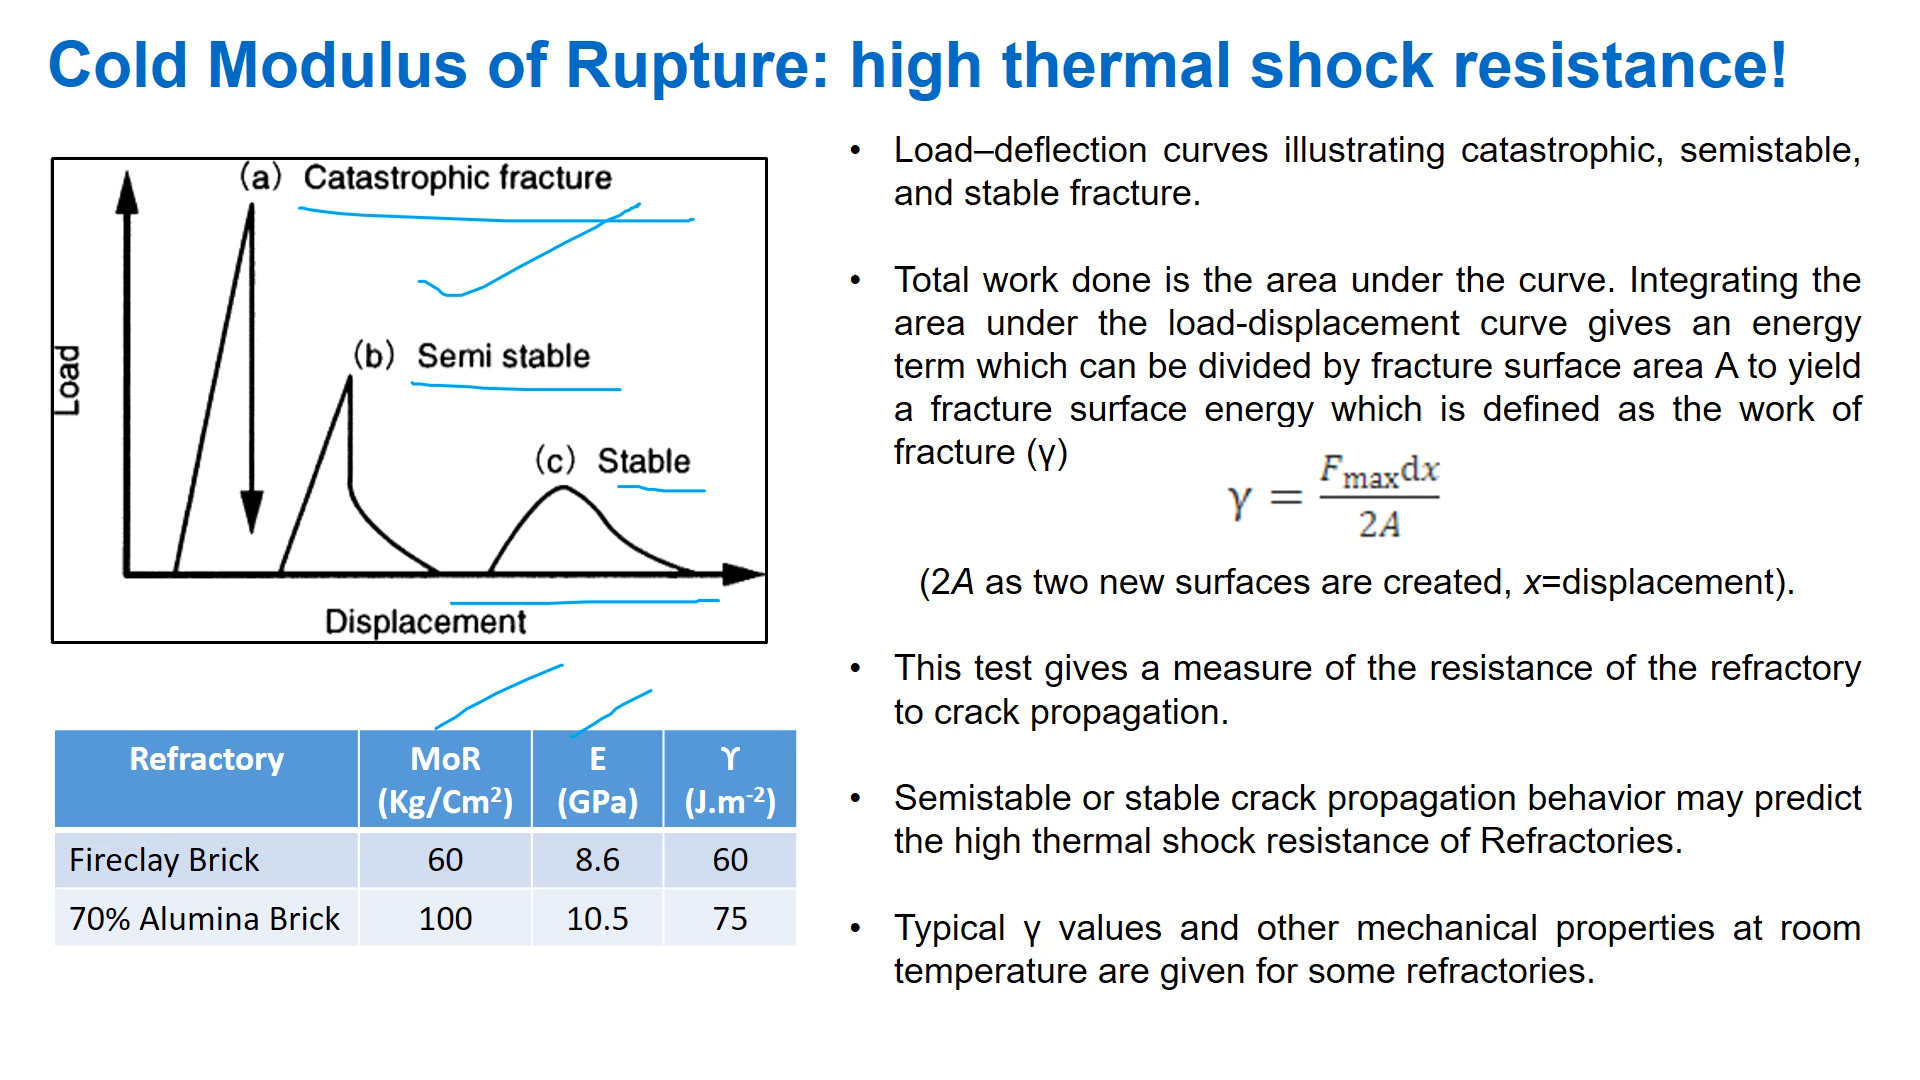 Cold Modulus of Rupture: high thermal shock resistance!
(a) Catastrophic fracture
(b) Semi stable
(c) Stable
Load
Displacement
Refractory MoR (Kg/Cm²) E (GPa) ϒ (J.m⁻²)
Fireclay Brick 60 8.6 60
70% Alumina Brick 100 10.5 75
• Load–deflection curves illustrating catastrophic, semistable,
and stable fracture.
• Total work done is the area under the curve. Integrating the
area under the load-displacement curve gives an energy
term which can be divided by fracture surface area A to yield
a fracture surface energy which is defined as the work of
fracture (γ)
γ = F_max dx / 2A
(2A as two new surfaces are created, x=displacement).
• This test gives a measure of the resistance of the refractory
to crack propagation.
• Semistable or stable crack propagation behavior may predict
the high thermal shock resistance of Refractories.
• Typical γ values and other mechanical properties at room
temperature are given for some refractories.